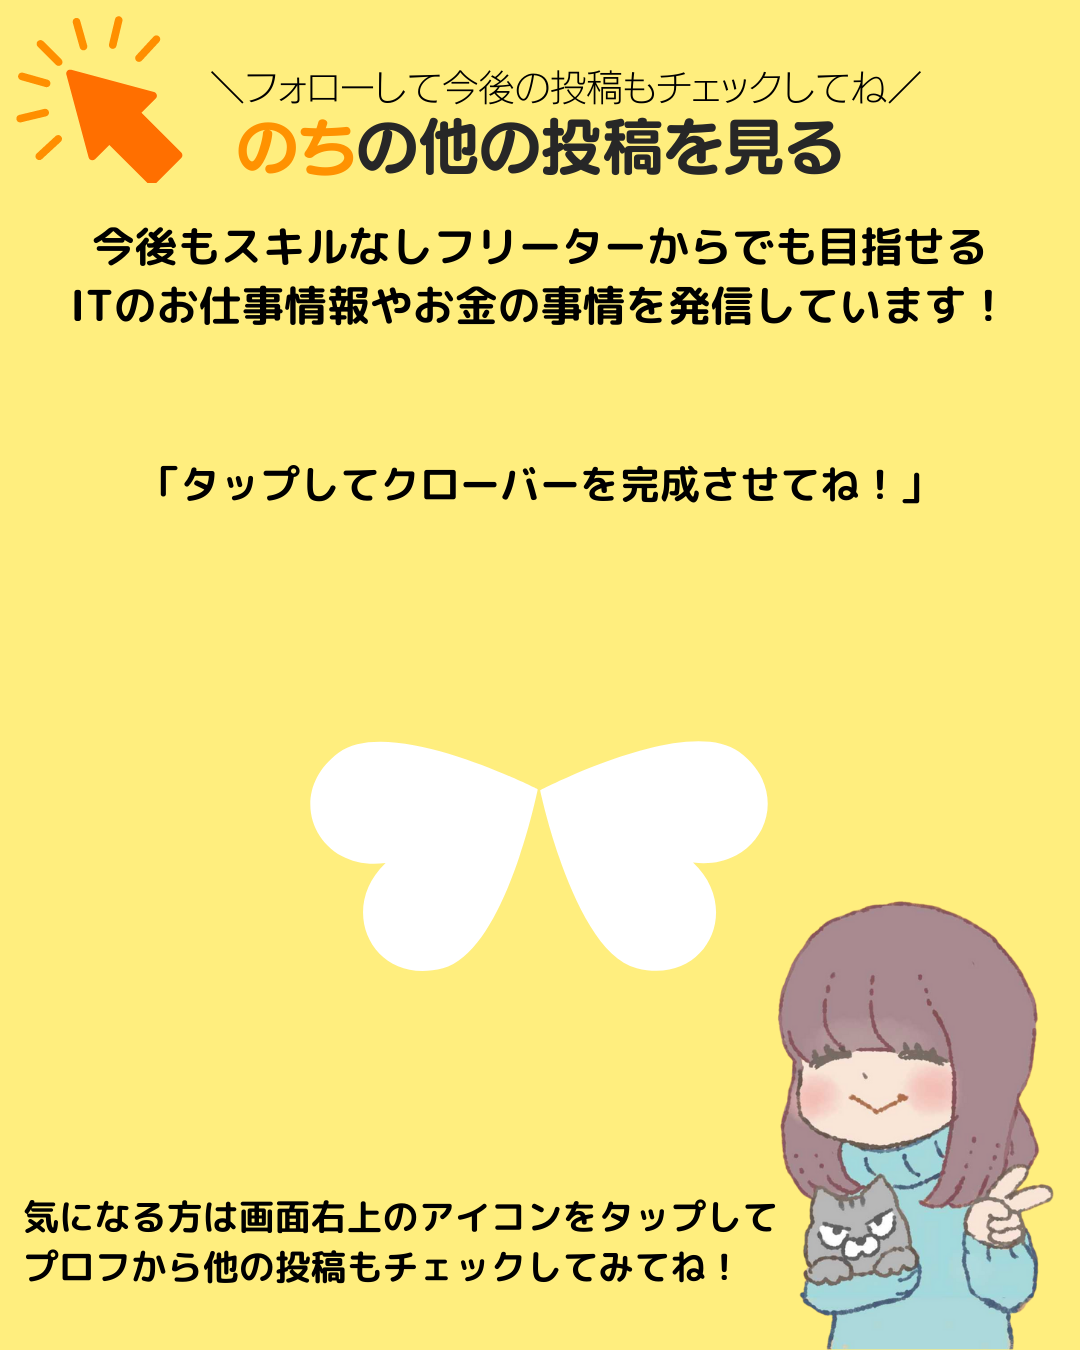 ＼フォローして今後の投稿もチェックしてね／
のちの他の投稿を見る
今後もスキルなしフリーターからでも目指せる
ITのお仕事情報やお金の事情を発信しています！
「タップしてクローバーを完成させてね！」
気になる方は画面右上のアイコンをタップして
プロフから他の投稿もチェックしてみてね！